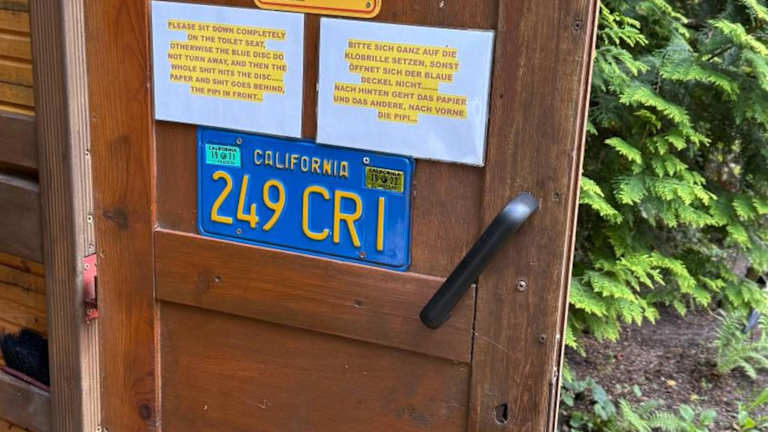 PLEASE SIT DOWN COMPLETELY
ON THE TOILET SEAT,
OTHERWISE THE BLUE DISC DO
NOT TURN AWAY, AND THEN THE
WHOLE SHIT HITS THE DISC.....
PAPER AND SHIT GOES BEHIND,
THE PIPI IN FRONT...
BITTE SICH GANZ AUF DIE
KLOBRILLE SETZEN, SONST
ÖFFNET SICH DER BLAUE
DECKEL NICHT.......
NACH HINTEN GEHT DAS PAPIER
UND DAS ANDERE, NACH VORNE
DIE PIPI....
CALIFORNIA
CALIFORNIA
249 CRI